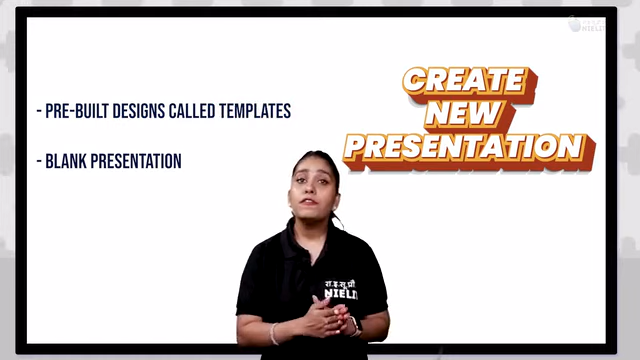 CREATE
NEW
PRESENTATION
- PRE-BUILT DESIGNS CALLED TEMPLATES
- BLANK PRESENTATION
रा.इ.सू.प्रौ
NIELIT